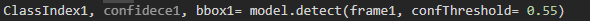 ClassIndex1, confidece1, bbox1= model.detect(frame1, confThreshold= 0.55)